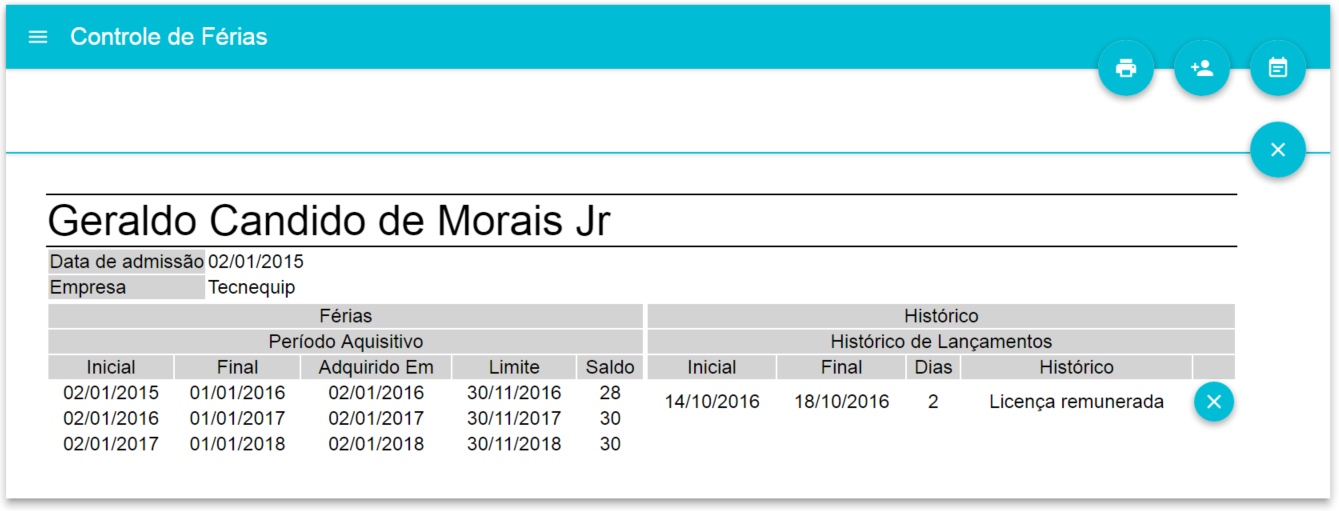 Controle de Férias
Geraldo Candido de Morais Jr
Data de admissão 02/01/2015
Empresa Tecnequip
Férias Histórico
Período Aquisitivo Histórico de Lançamentos
Inicial Final Adquirido Em Limite Saldo Inicial Final Dias Histórico
02/01/2015 01/01/2016 02/01/2016 30/11/2016 28
14/10/2016 18/10/2016 2 Licença remunerada
02/01/2016 01/01/2017 02/01/2017 30/11/2017 30
02/01/2017 01/01/2018 02/01/2018 30/11/2018 30